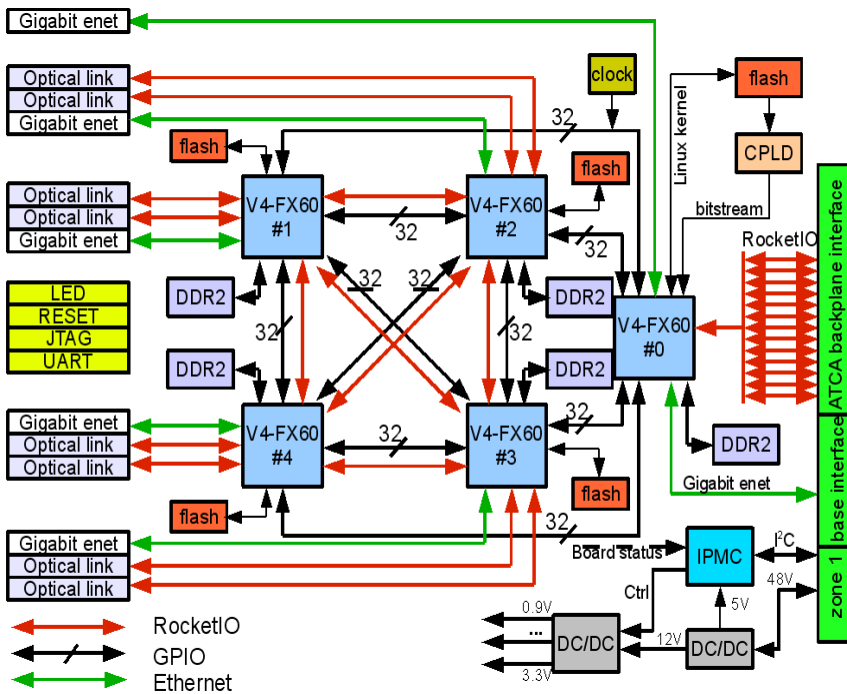 Gigabit enet
Optical link
Optical link
Gigabit enet
clock
flash
32
flash
Linux kernel
CPLD
flash
Optical link
Optical link
Gigabit enet
V4-FX60
#1
32
V4-FX60
#2
32
bitstream
RocketIO
ATCA backplane interface
DDR2
32
32
DDR2
LED
RESET
JTAG
UART
32
32
V4-FX60
#0
DDR2
DDR2
Gigabit enet
Optical link
Optical link
V4-FX60
#4
32
V4-FX60
#3
32
DDR2
Gigabit enet
base interface
flash
flash
32
Gigabit enet
Optical link
Optical link
Board status
IPMC
I²C
zone 1
Ctrl
5V
48V
0.9V
...
3.3V
DC/DC
12V
DC/DC
RocketIO
GPIO
Ethernet